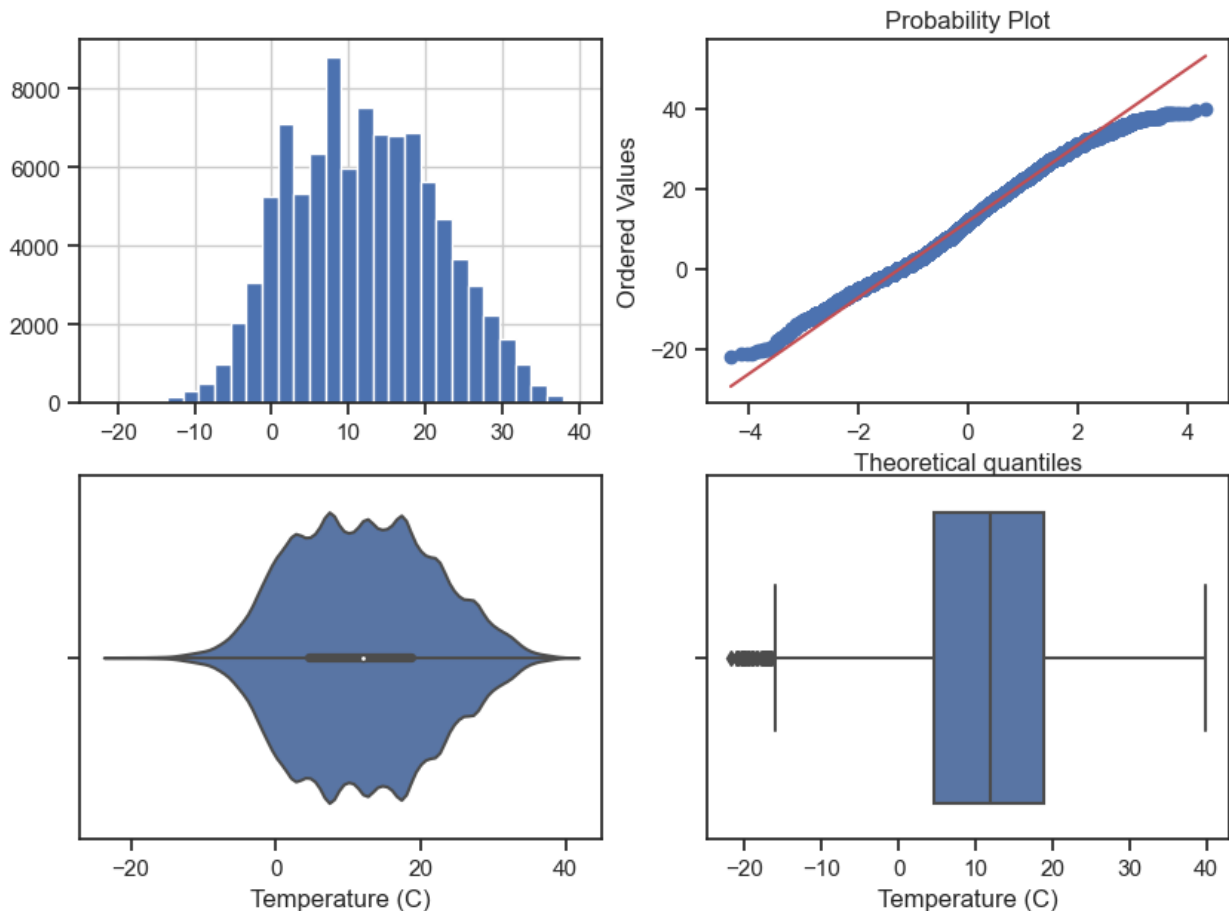 8000
6000
4000
2000
0
−20 −10 0 10 20 30 40
Probability Plot
Ordered Values
40
20
0
−20
−4 −2 0 2 4
Theoretical quantiles
−20 0 20 40
Temperature (C)
−20 −10 0 10 20 30 40
Temperature (C)